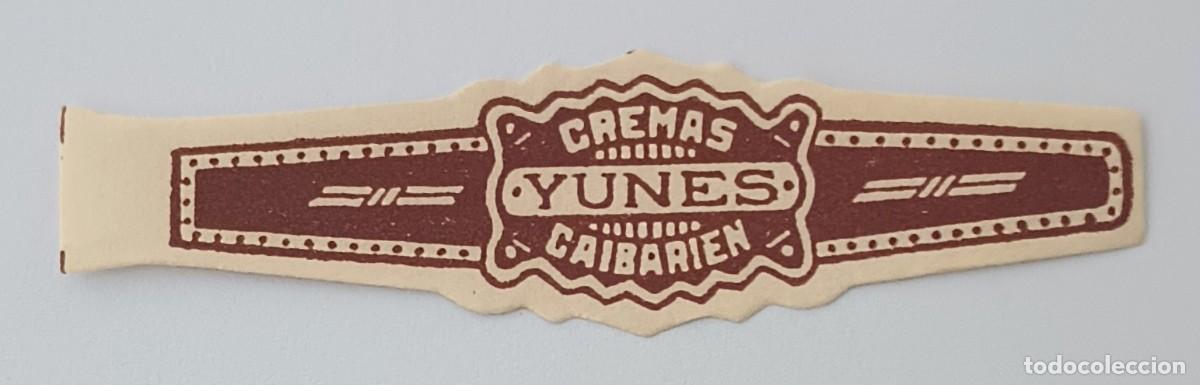 CREMAS
YUNES
CAIBARIEN
todocoleccion